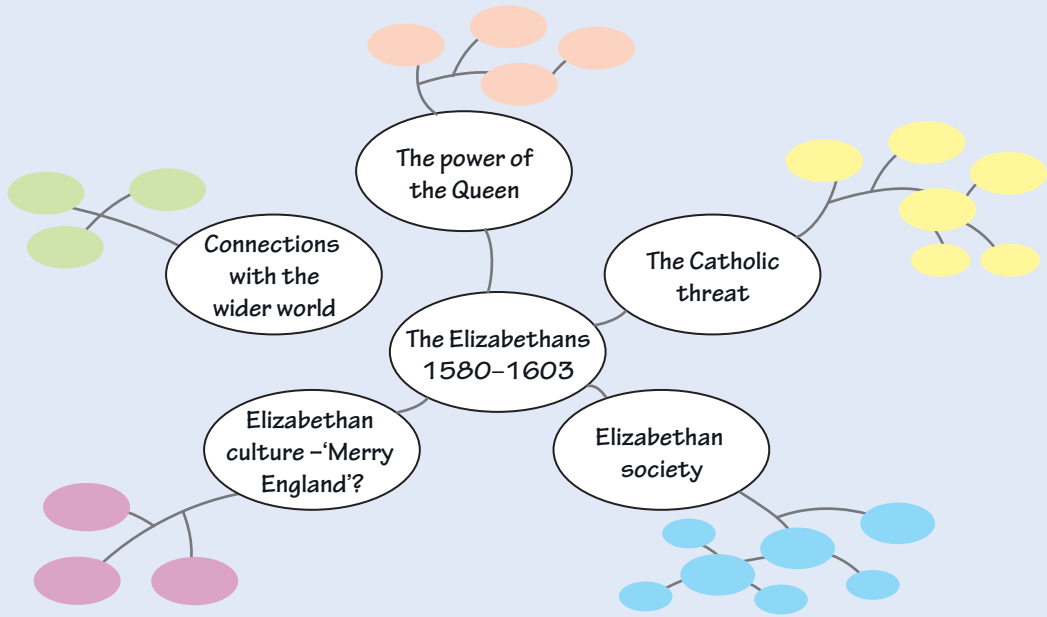 The power of
the Queen
Connections
with the
wider world
The Catholic
threat
The Elizabethans
1580–1603
Elizabethan
culture –‘Merry
England’?
Elizabethan
society